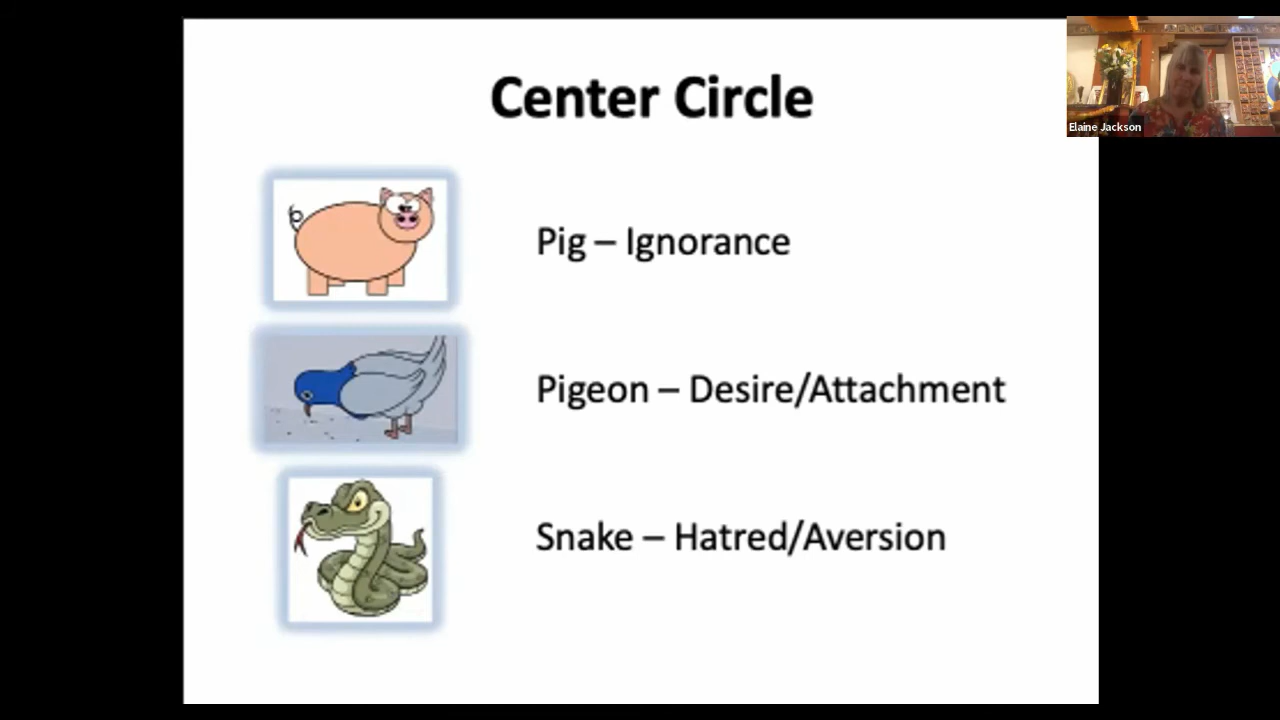 Center Circle
Elaine Jackson
Pig – Ignorance
Pigeon – Desire/Attachment
Snake – Hatred/Aversion